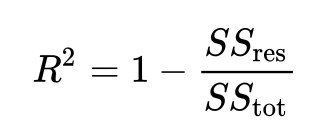 R² = 1 − SS_res / SS_tot